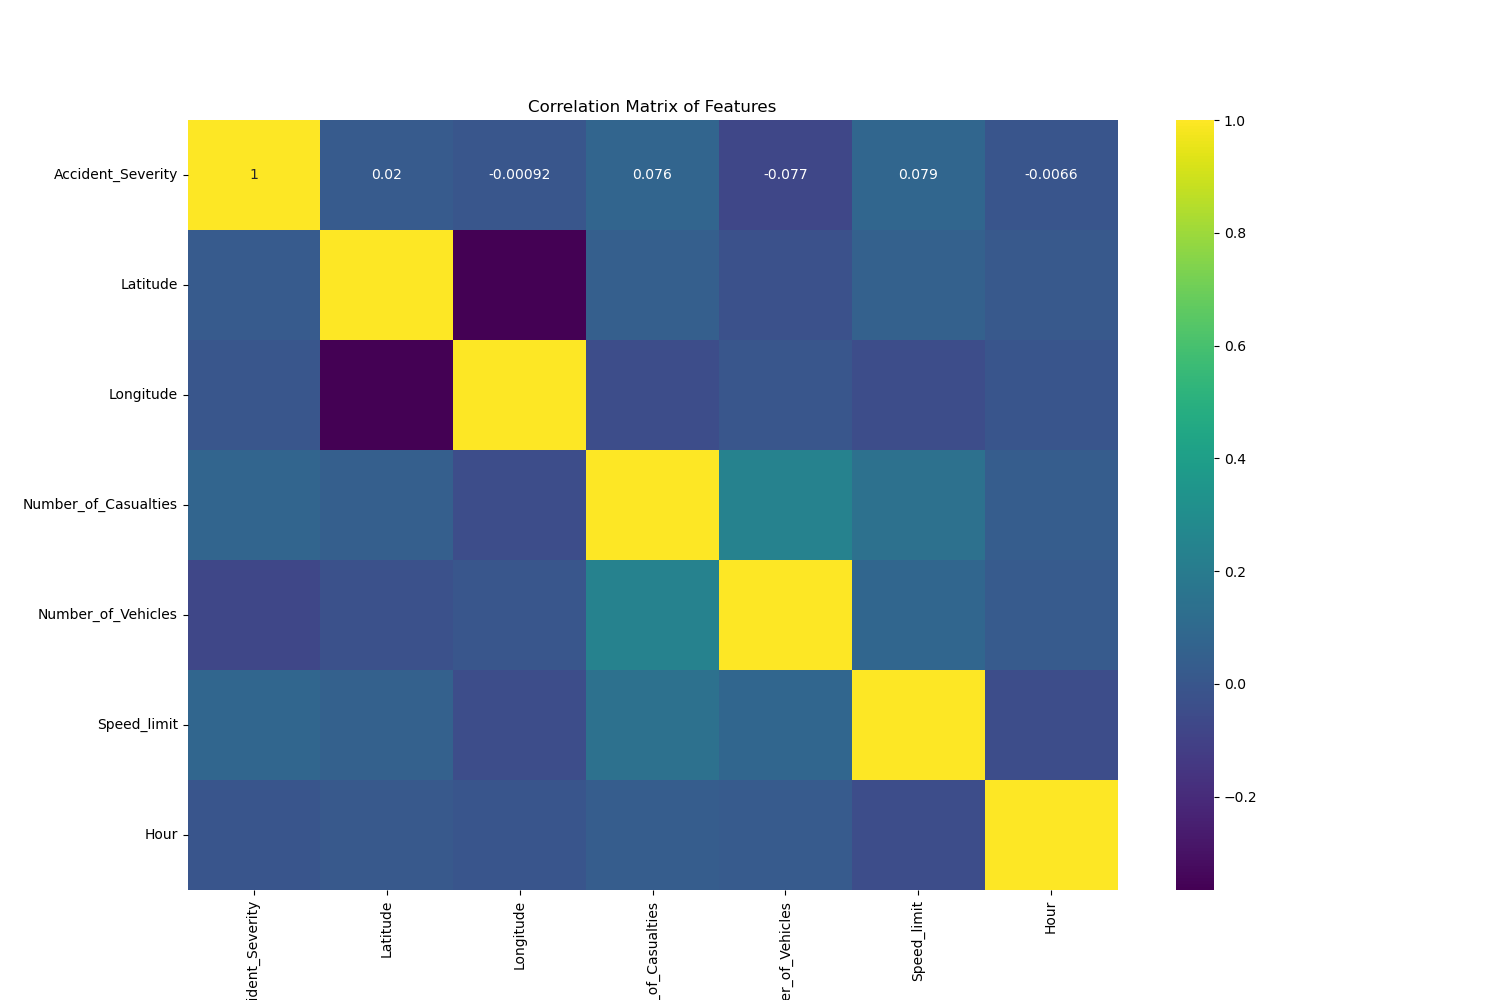 Correlation Matrix of Features
Accident_Severity
1
0.02
-0.00092
0.076
-0.077
0.079
-0.0066
Latitude
Longitude
Number_of_Casualties
Number_of_Vehicles
Speed_limit
Hour
ident_Severity
Latitude
Longitude
_of_Casualties
er_of_Vehicles
Speed_limit
Hour
1.0
0.8
0.6
0.4
0.2
0.0
−0.2